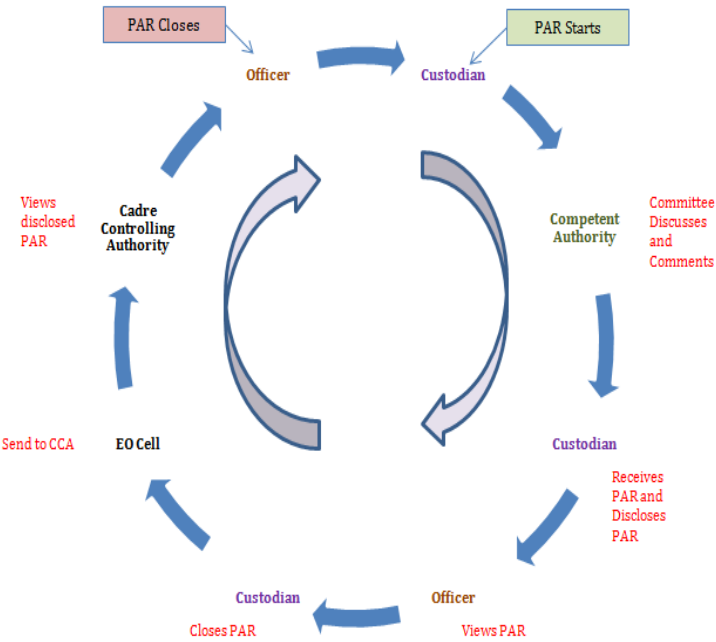 PAR Closes
PAR Starts
Officer
Custodian
Views
disclosed
PAR
Cadre
Controlling
Authority
Competent
Authority
Committee
Discusses
and
Comments
Send to CCA
EO Cell
Custodian
Receives
PAR and
Discloses
PAR
Custodian
Officer
Closes PAR
Views PAR